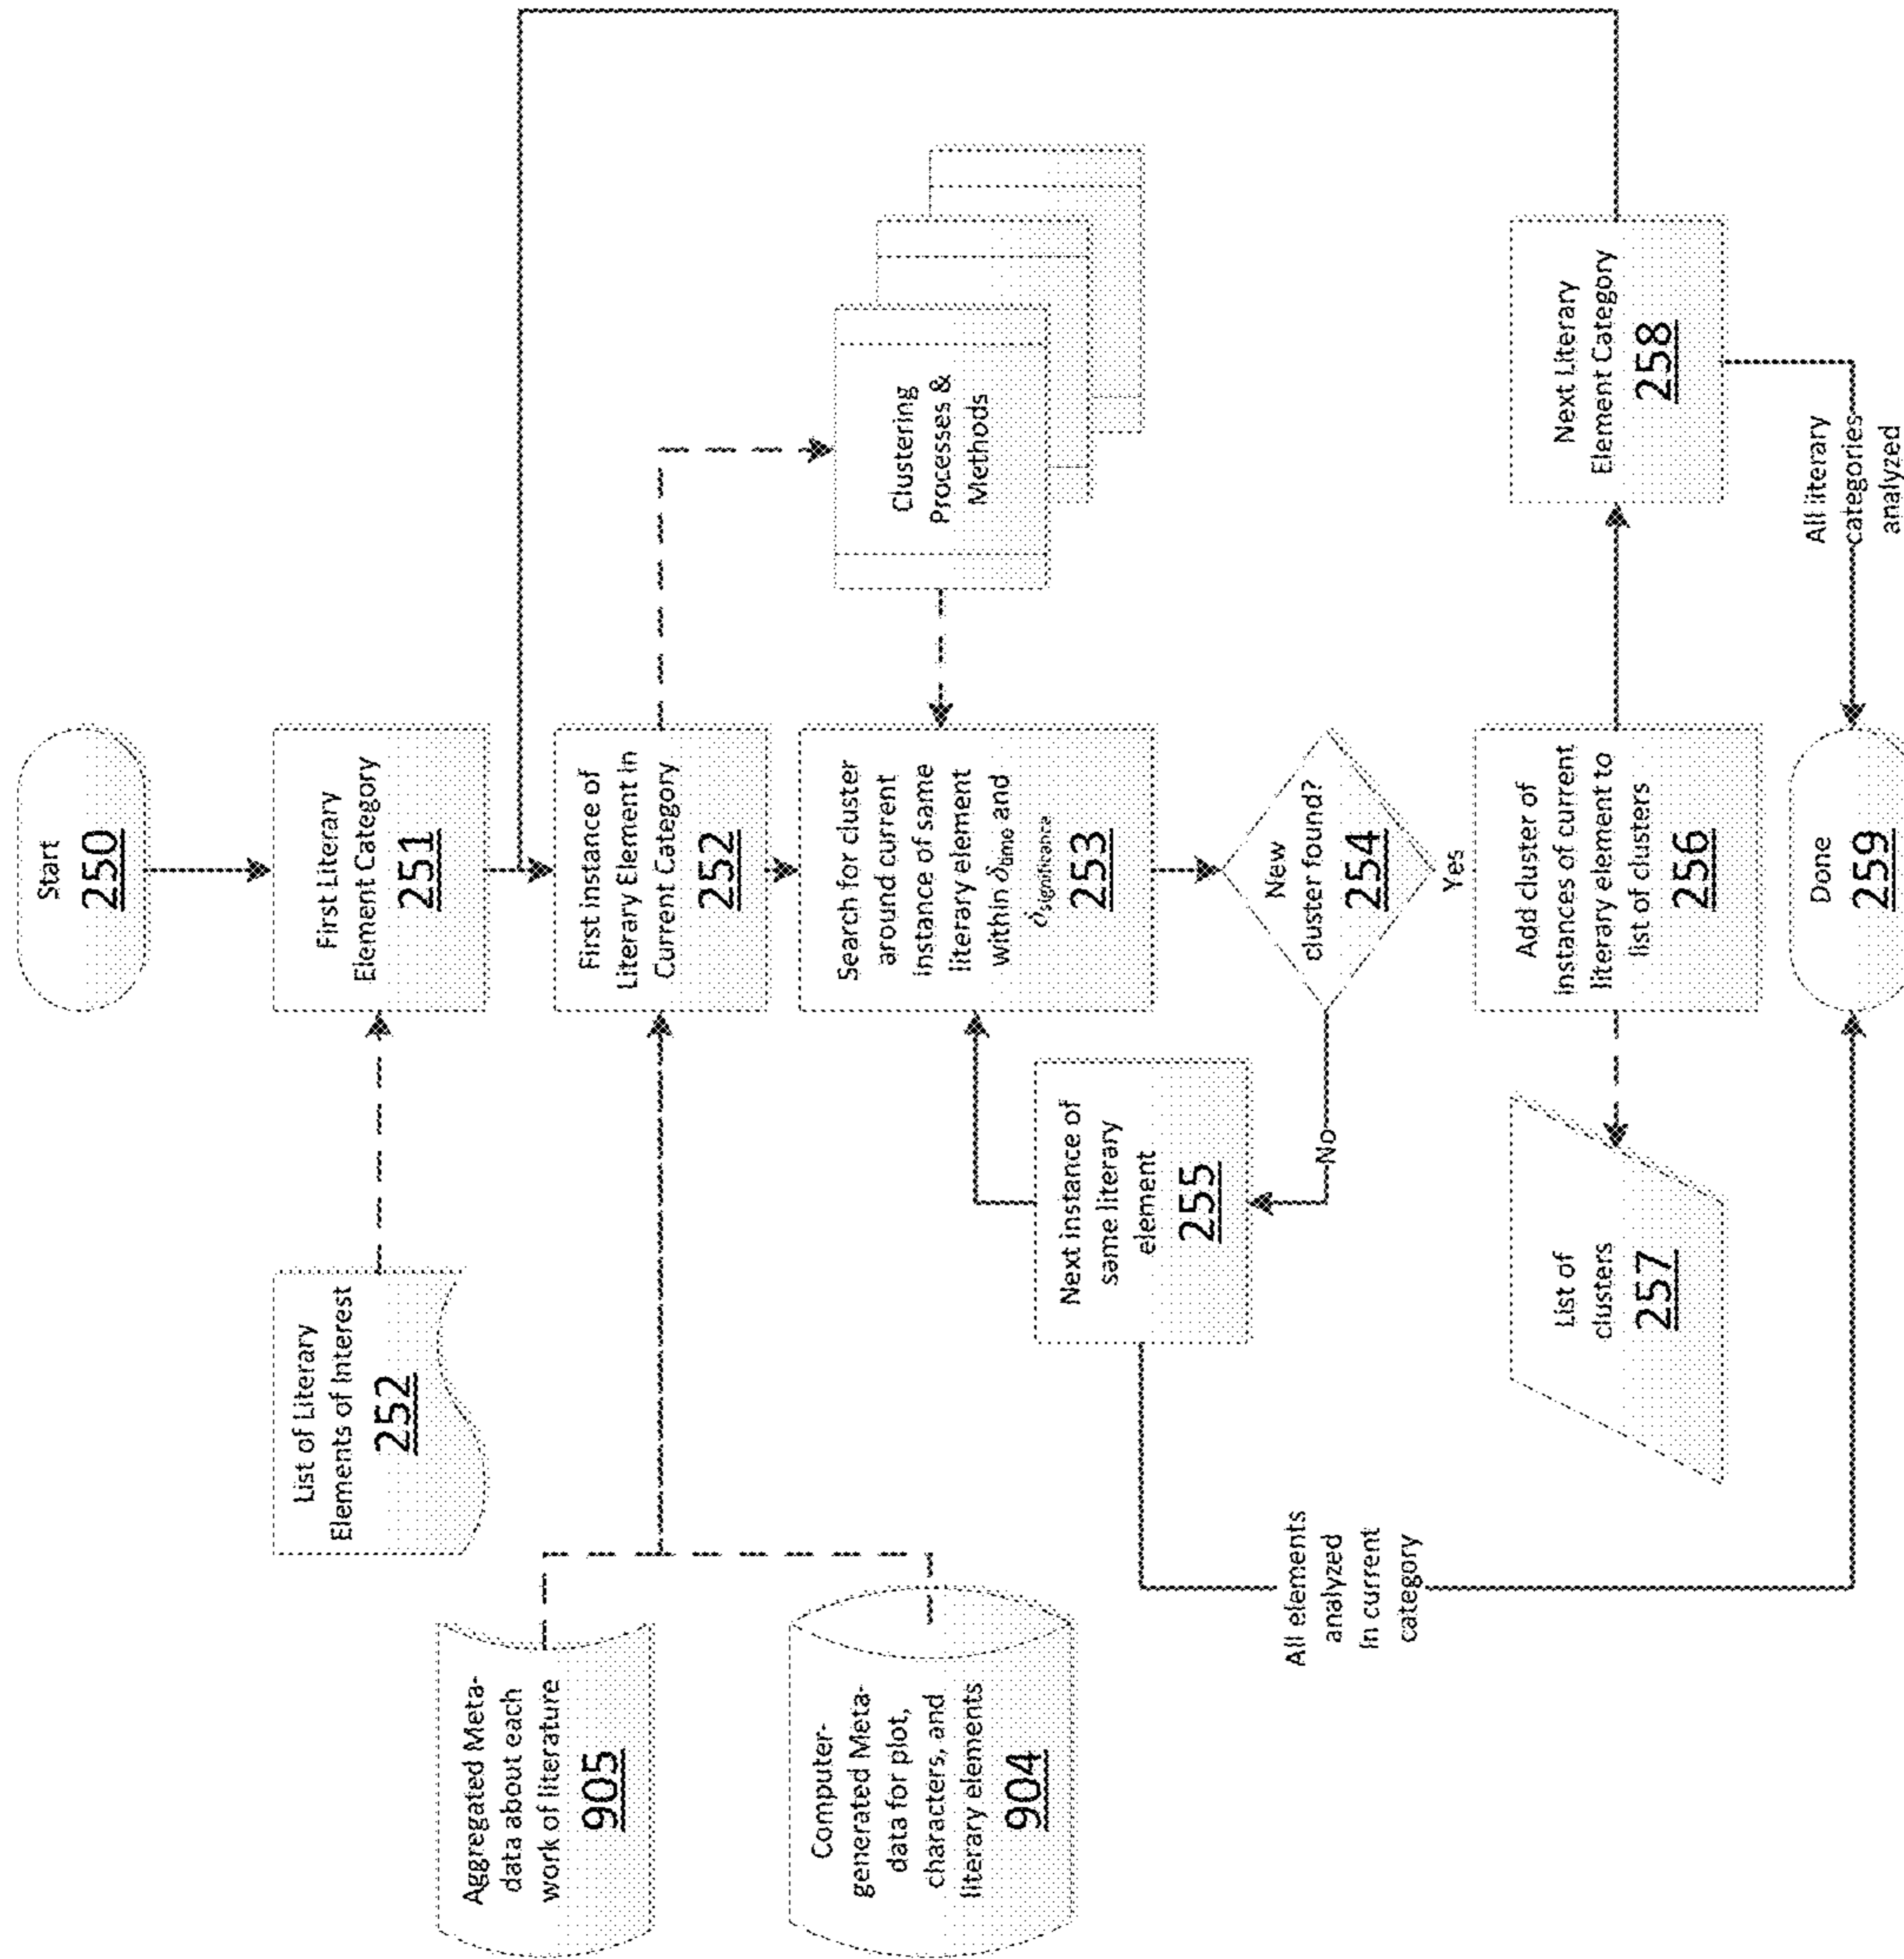 Start
250
First Literary
Element Category
251
List of Literary
Elements of Interest
252
Aggregated Meta-
data about each
work of literature
905
Computer-
generated Meta-
data for plot,
characters, and
literary elements
904
First instance of
Literary Element in
Current Category
252
Clustering
Processes &
Methods
Search for cluster
around current
instance of same
literary element
within δtime and
δsignificance
253
New
cluster found?
254
No
Yes
Next instance of
same literary
element
255
All elements
analyzed
in current
category
Add cluster of
instances of current
literary element to
list of clusters
256
List of
clusters
257
Next Literary
Element Category
258
All literary
categories
analyzed
Done
259